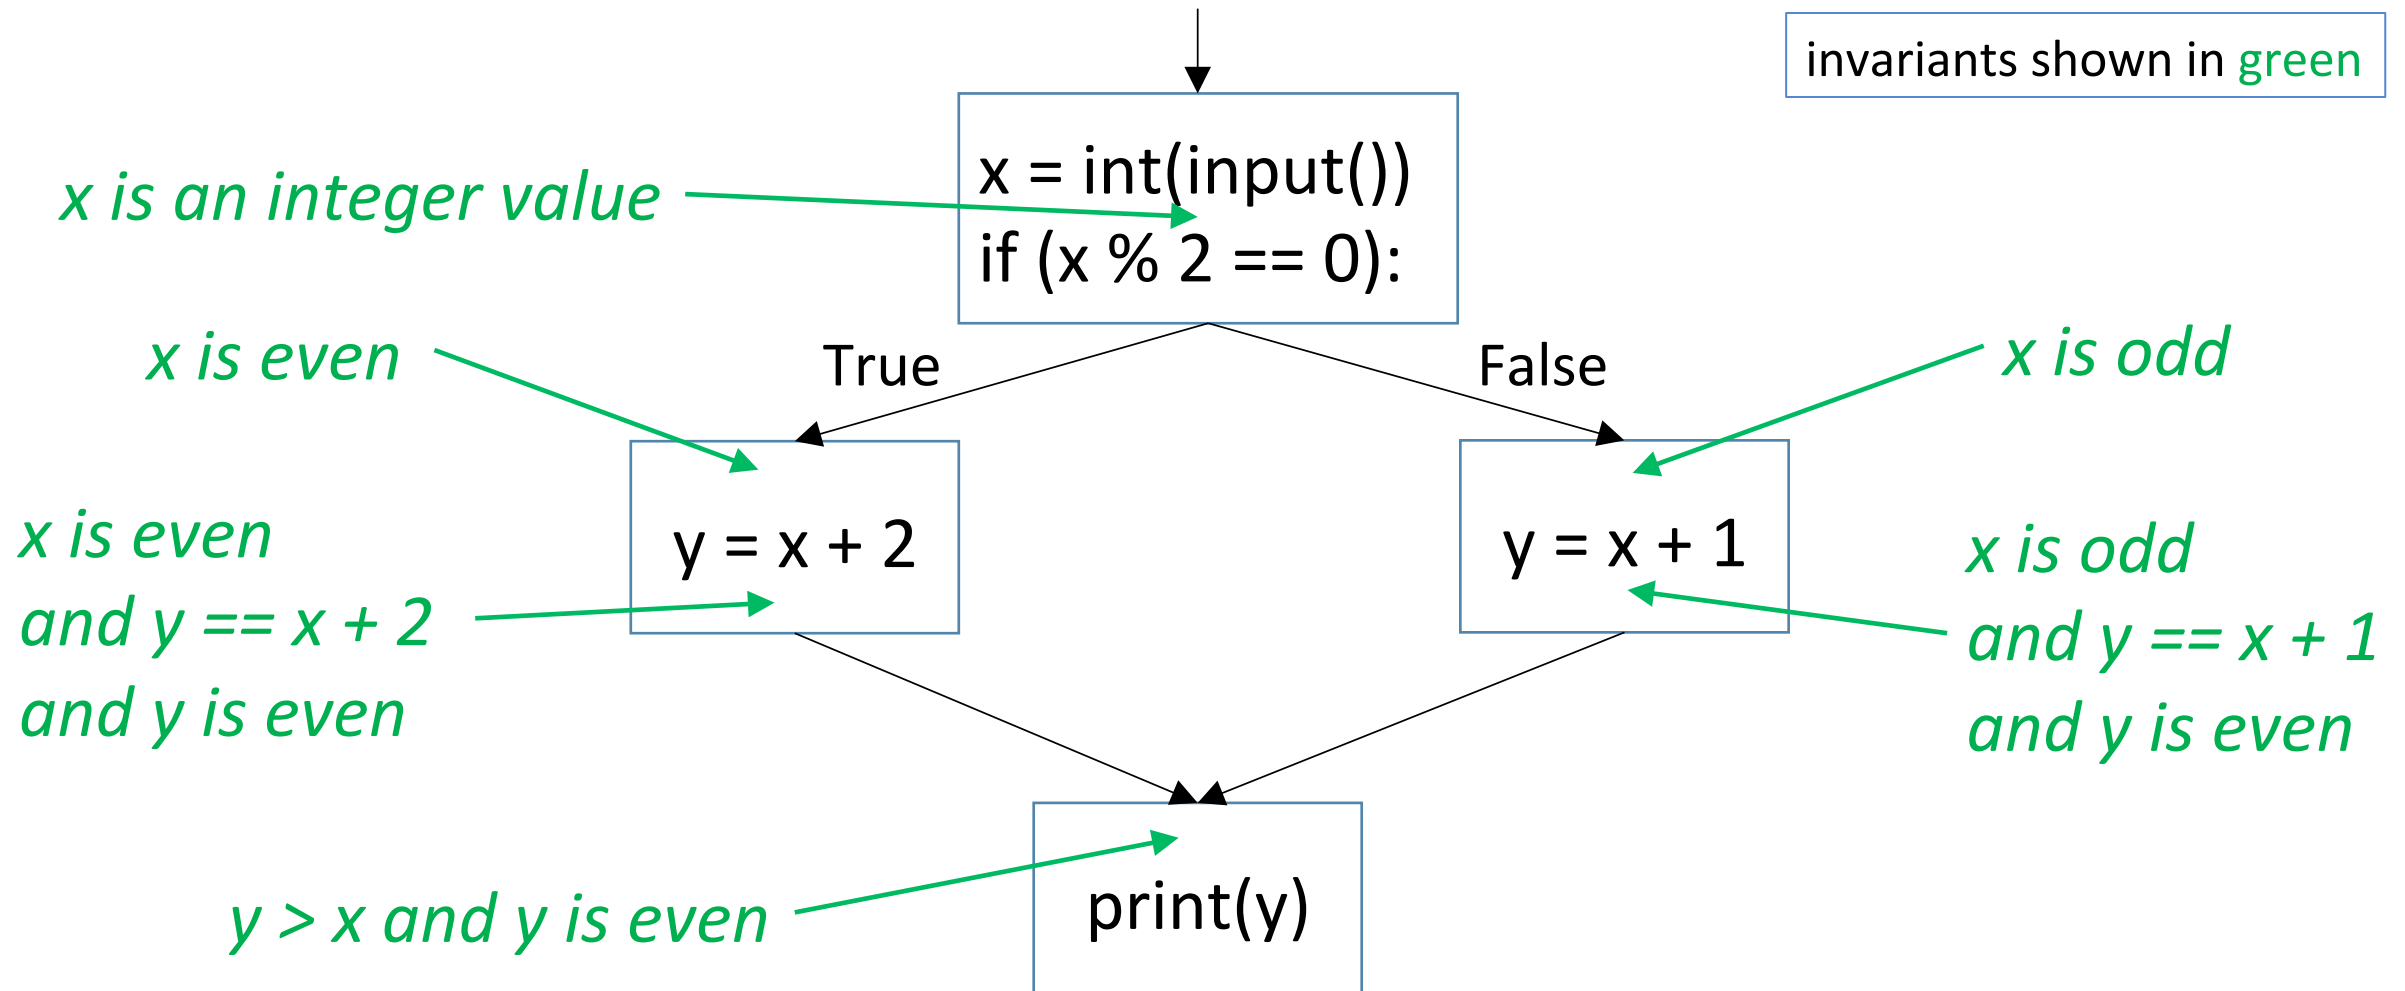 invariants shown in green
x = int(input())
if (x % 2 == 0):
x is an integer value
True
False
x is even
x is odd
y = x + 2
y = x + 1
x is even
and y == x + 2
and y is even
x is odd
and y == x + 1
and y is even
print(y)
y > x and y is even